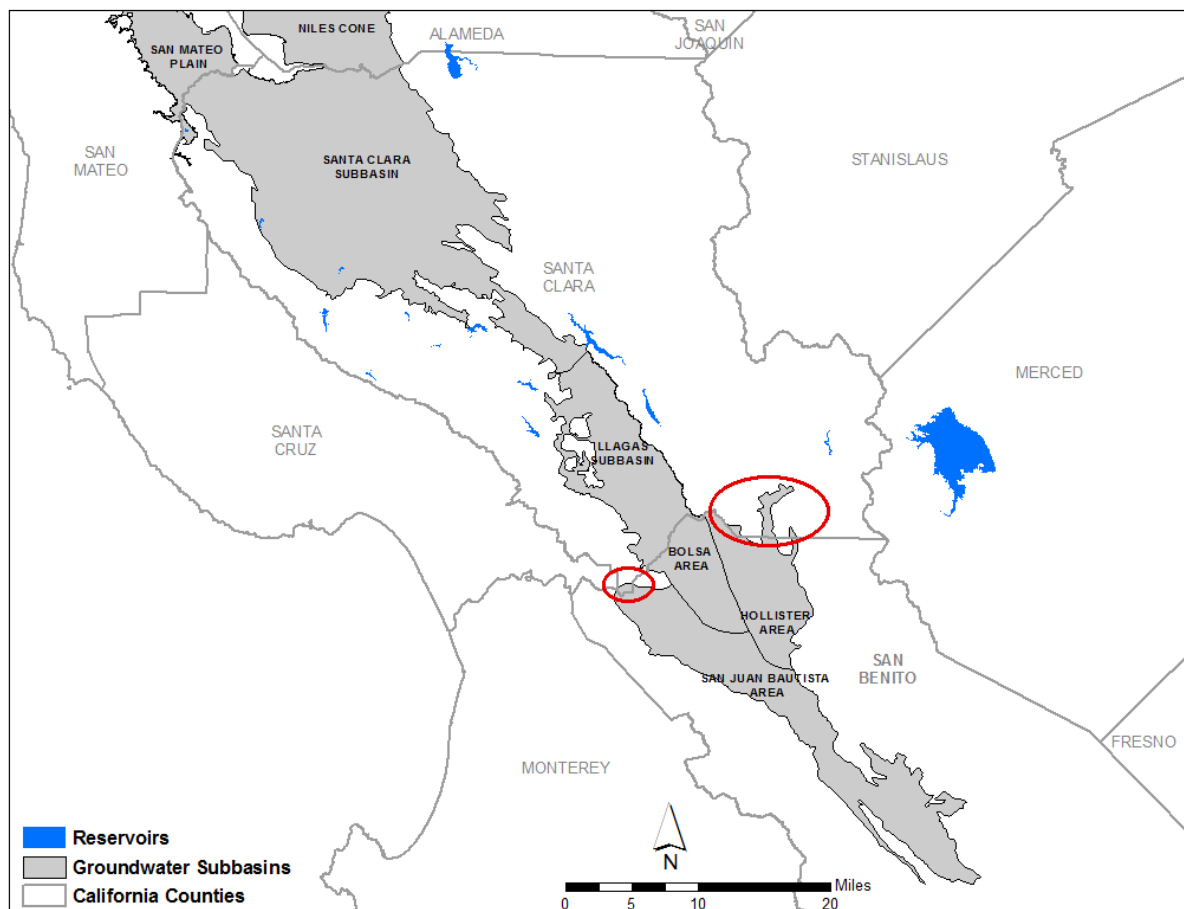 NILES CONE
ALAMEDA
SAN
JOAQUIN
SAN MATEO
PLAIN
SAN
MATEO
SANTA CLARA
SUBBASIN
STANISLAUS
SANTA
CLARA
MERCED
SANTA
CRUZ
LLAGAS
SUBBASIN
BOLSA
AREA
HOLLISTER
AREA
SAN JUAN BAUTISTA
AREA
SAN
BENITO
FRESNO
MONTEREY
N
Reservoirs
Groundwater Subbasins
California Counties
Miles
0 5 10 20